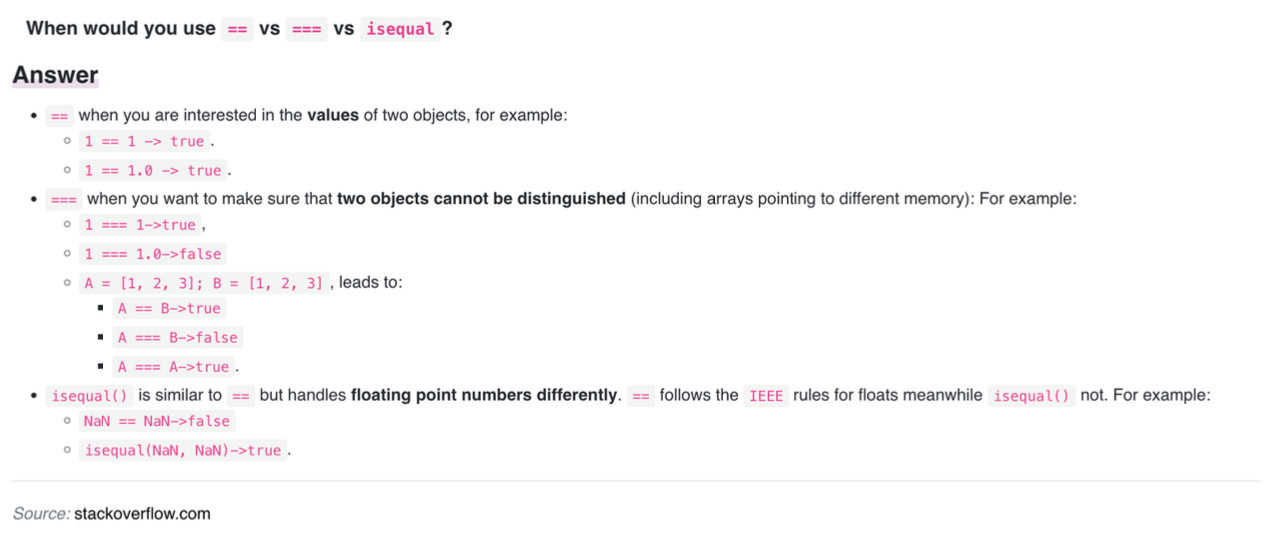 When would you use == vs === vs isequal ?
Answer
== when you are interested in the values of two objects, for example:
1 == 1 -> true .
1 == 1.0 -> true .
=== when you want to make sure that two objects cannot be distinguished (including arrays pointing to different memory): For example:
1 === 1->true ,
1 === 1.0->false
A = [1, 2, 3]; B = [1, 2, 3] , leads to:
A == B->true
A === B->false
A === A->true .
isequal() is similar to == but handles floating point numbers differently. == follows the IEEE rules for floats meanwhile isequal() not. For example:
NaN == NaN->false
isequal(NaN, NaN)->true .
Source: stackoverflow.com